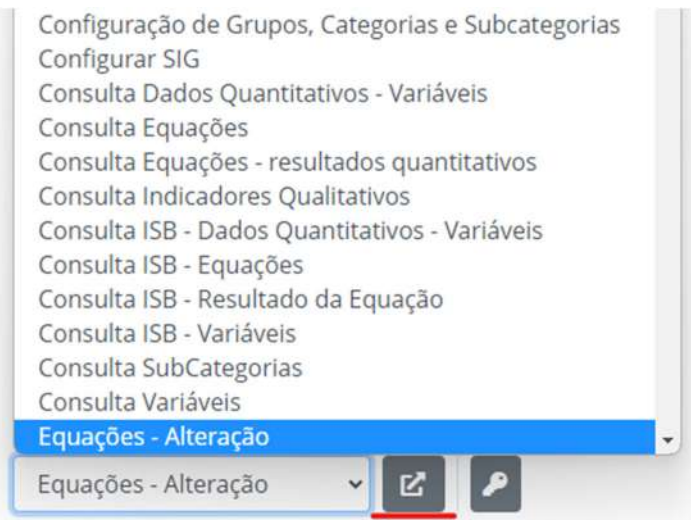 Configuração de Grupos, Categorias e Subcategorias
Configurar SIG
Consulta Dados Quantitativos - Variáveis
Consulta Equações
Consulta Equações - resultados quantitativos
Consulta Indicadores Qualitativos
Consulta ISB - Dados Quantitativos - Variáveis
Consulta ISB - Equações
Consulta ISB - Resultado da Equação
Consulta ISB - Variáveis
Consulta SubCategorias
Consulta Variáveis
Equações - Alteração
Equações - Alteração